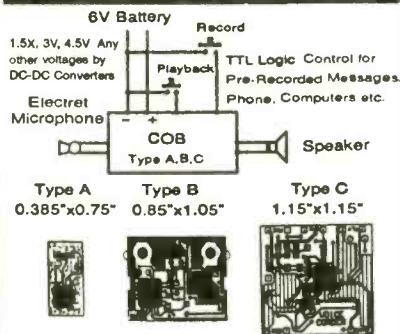 6V Battery
Record
1.5X, 3V, 4.5V Any
other voltages by
DC-DC Converters
Playback
TTL Logic Control for
Pre-Recorded Messages.
Phone, Computers etc.
Electret
Microphone
– +
COB
Type A,B,C
Speaker
Type A
0.385"x0.75"
Type B
0.85"x1.05"
Type C
1.15"x1.15"